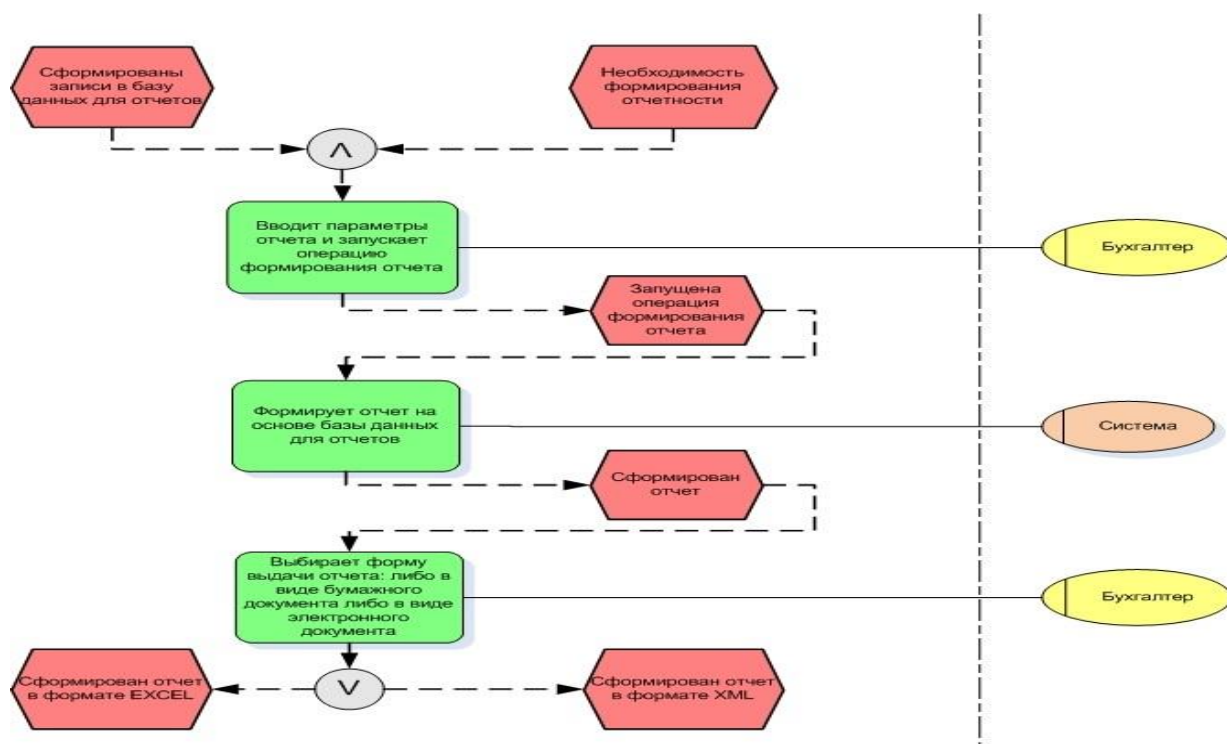 Сформированы
записи в базу
данных для отчетов
Необходимость
формирования
отчетности
Λ
Вводит параметры
отчета и запускает
операцию
формирования отчета
Бухгалтер
Запущена
операция
формирования
отчета
Формирует отчет на
основе базы данных
для отчетов
Система
Сформирован
отчет
Выбирает форму
выдачи отчета: либо в
виде бумажного
документа либо в виде
электронного
документа
Бухгалтер
Сформирован отчет
в формате EXCEL
V
Сформирован отчет
в формате XML